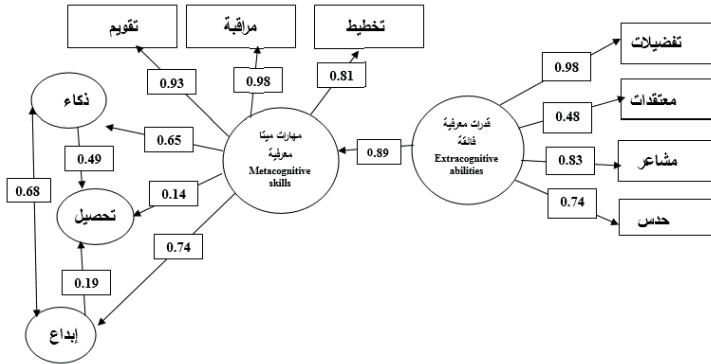 تقويم
مراقبة
تخطيط
تفضيلات
0.93
0.98
0.81
0.98
ذكاء
معتقدات
مهارات ميتا
معرفية
Metacognitive
skills
قدرات معرفية
فائقة
Extracognitive
abilities
0.65
0.48
0.49
0.89
0.83
مشاعر
0.68
0.14
0.74
تحصيل
حدس
0.74
0.19
إبداع